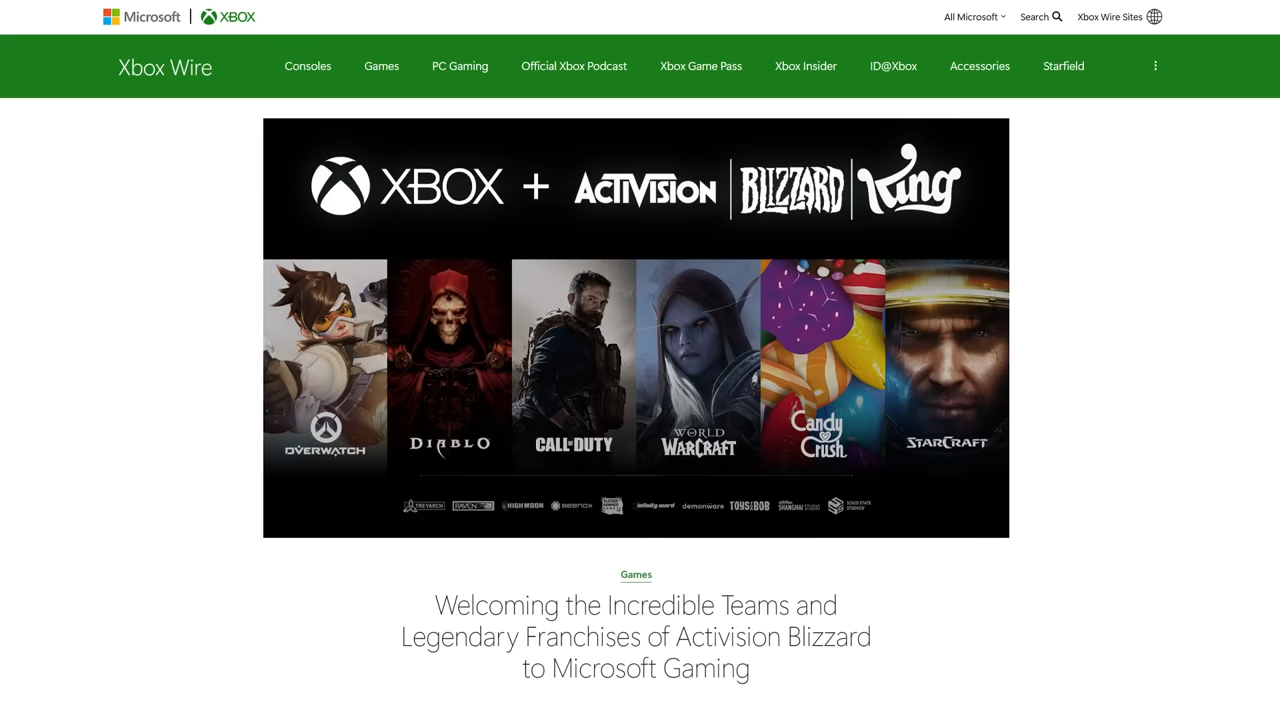 Microsoft XBOX All Microsoft Search Xbox Wire Sites
Xbox Wire Consoles Games PC Gaming Official Xbox Podcast Xbox Game Pass Xbox Insider ID@Xbox Accessories Starfield
XBOX + ACTIVISION BLIZZARD King
OVERWATCH
DIABLO
CALL OF DUTY
WORLD
WARCRAFT
Candy
Crush
STARCRAFT
TREYARCH RAVEN HIGH MOON BEENOX infinity ward demonware TOYS FOR BOB SHANGHAI STUDIO SOLID STATE STUDIOS
Games
Welcoming the Incredible Teams and
Legendary Franchises of Activision Blizzard
to Microsoft Gaming